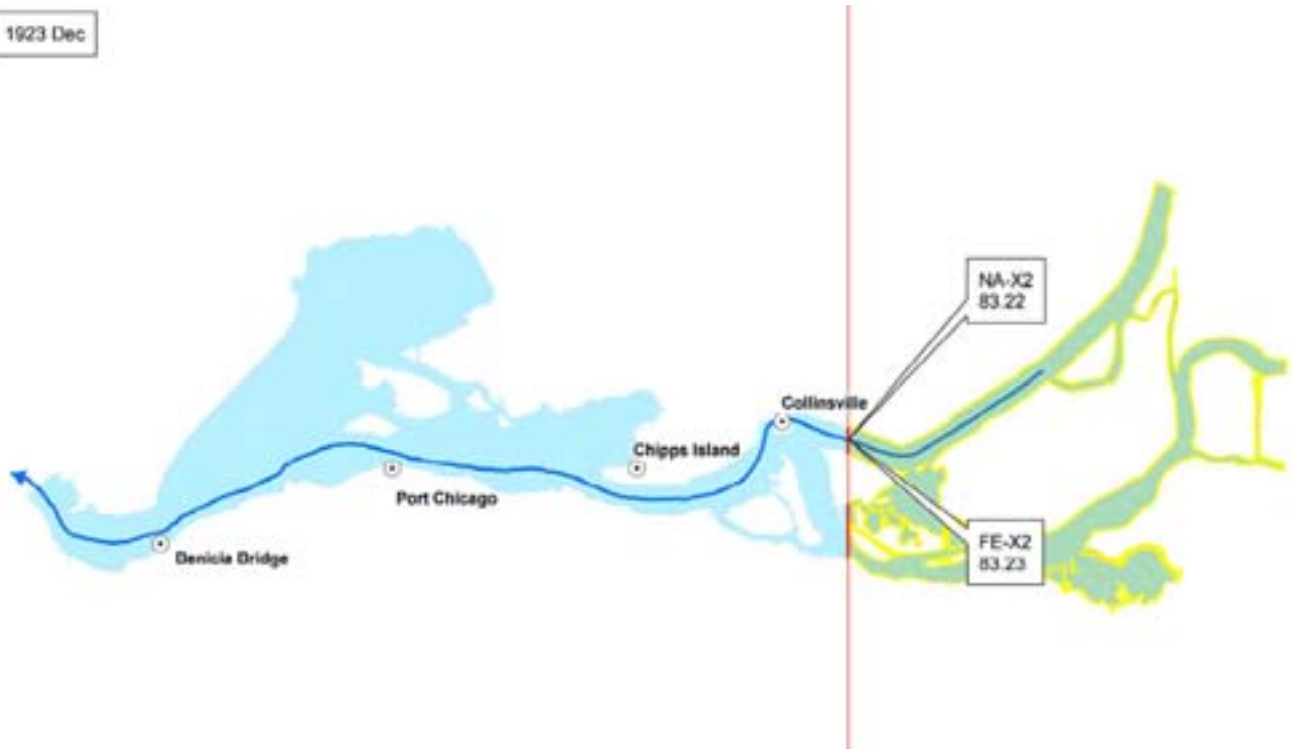 1923 Dec
NA-X2
83.22
Collinsville
Chipps Island
Port Chicago
Benicia Bridge
FE-X2
83.23